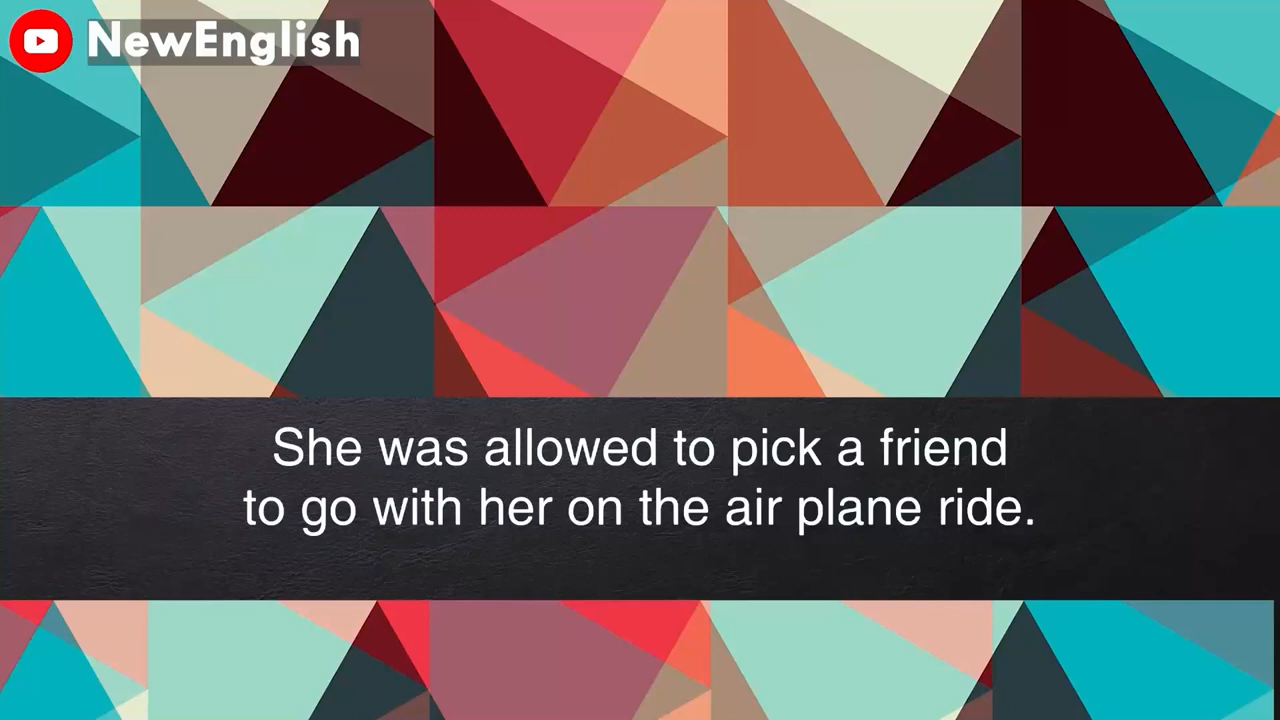 NewEnglish
She was allowed to pick a friend
to go with her on the air plane ride.